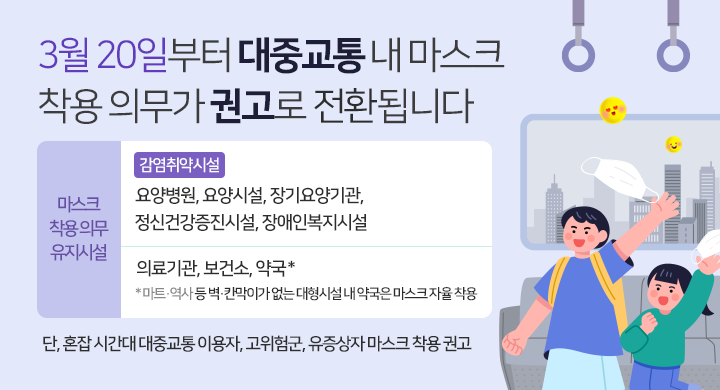 3월 20일부터 대중교통 내 마스크
착용 의무가 권고로 전환됩니다
마스크
착용 의무
유지시설
감염취약시설
요양병원, 요양시설, 장기요양기관,
정신건강증진시설, 장애인복지시설
의료기관, 보건소, 약국*
* 마트·역사 등 벽·칸막이가 없는 대형시설 내 약국은 마스크 자율 착용
단, 혼잡 시간대 대중교통 이용자, 고위험군, 유증상자 마스크 착용 권고